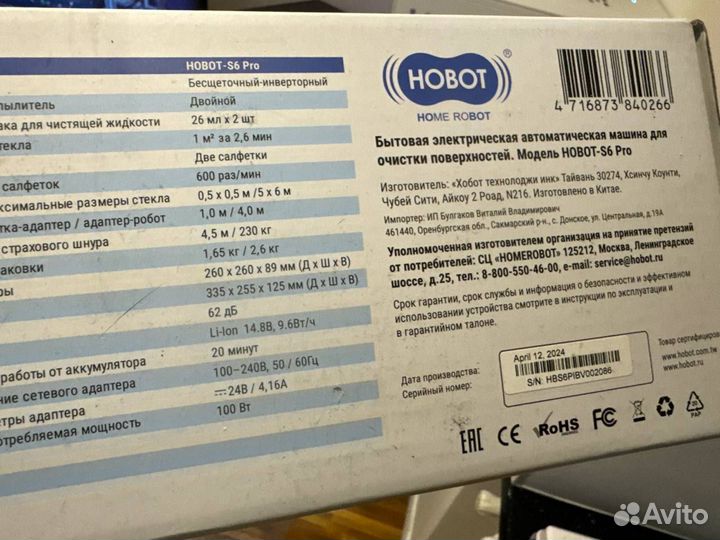 HOBOT-S6 Pro
Бесщеточный-инверторный
пылитель Двойной
ака для чистящей жидкости 26 мл х 2 шт
текла 1 м² за 2,6 мин
Две салфетки
салфеток 600 раз/мин
ксимальные размеры стекла 0,5 х 0,5 м / 5 х 6 м
тка-адаптер / адаптер-робот 1,0 м / 4,0 м
страхового шнура 4,5 м / 230 кг
аковки 1,65 кг / 2,6 кг
ры 260 х 260 х 89 мм (Д х Ш х В)
335 х 255 х 125 мм (Д х Ш х В)
62 дБ
Li-Ion 14.8В, 9.6Вт/ч
работы от аккумулятора 20 минут
ние сетевого адаптера 100–240В, 50 / 60Гц
тры адаптера 24В / 4,16А
отребляемая мощность 100 Вт
HOBOT®
HOME ROBOT
4 716873 840266
Бытовая электрическая автоматическая машина для
очистки поверхностей. Модель HOBOT-S6 Pro
Изготовитель: «Хобот технолоджи инк» Тайвань 30274, Хсинчу Коунти,
Чубей Сити, Айкоу 2 Роад, N216. Изготовлено в Китае.
Импортер: ИП Булгаков Виталий Владимирович
461440, Оренбургская обл., Сакмарский р-н., с. Донское, ул. Центральная, д.19А
Уполномоченная изготовителем организация на принятие претензий
от потребителей: СЦ «HOMEROBOT» 125212, Москва, Ленинградское
шоссе, д.25, тел.: 8-800-550-46-00, e-mail: service@hobot.ru
Срок гарантии, срок службы и информация о безопасности и эффективном
использовании устройства смотрите в инструкции по эксплуатации и
в гарантийном талоне.
Дата производства: April 12, 2024
Серийный номер: S/N: HBS6PIBV002086
Товар сертифициро
www.hobot.com.tw
www.hobot.ru
EAC CE RoHS FC
20
PAP
Avito